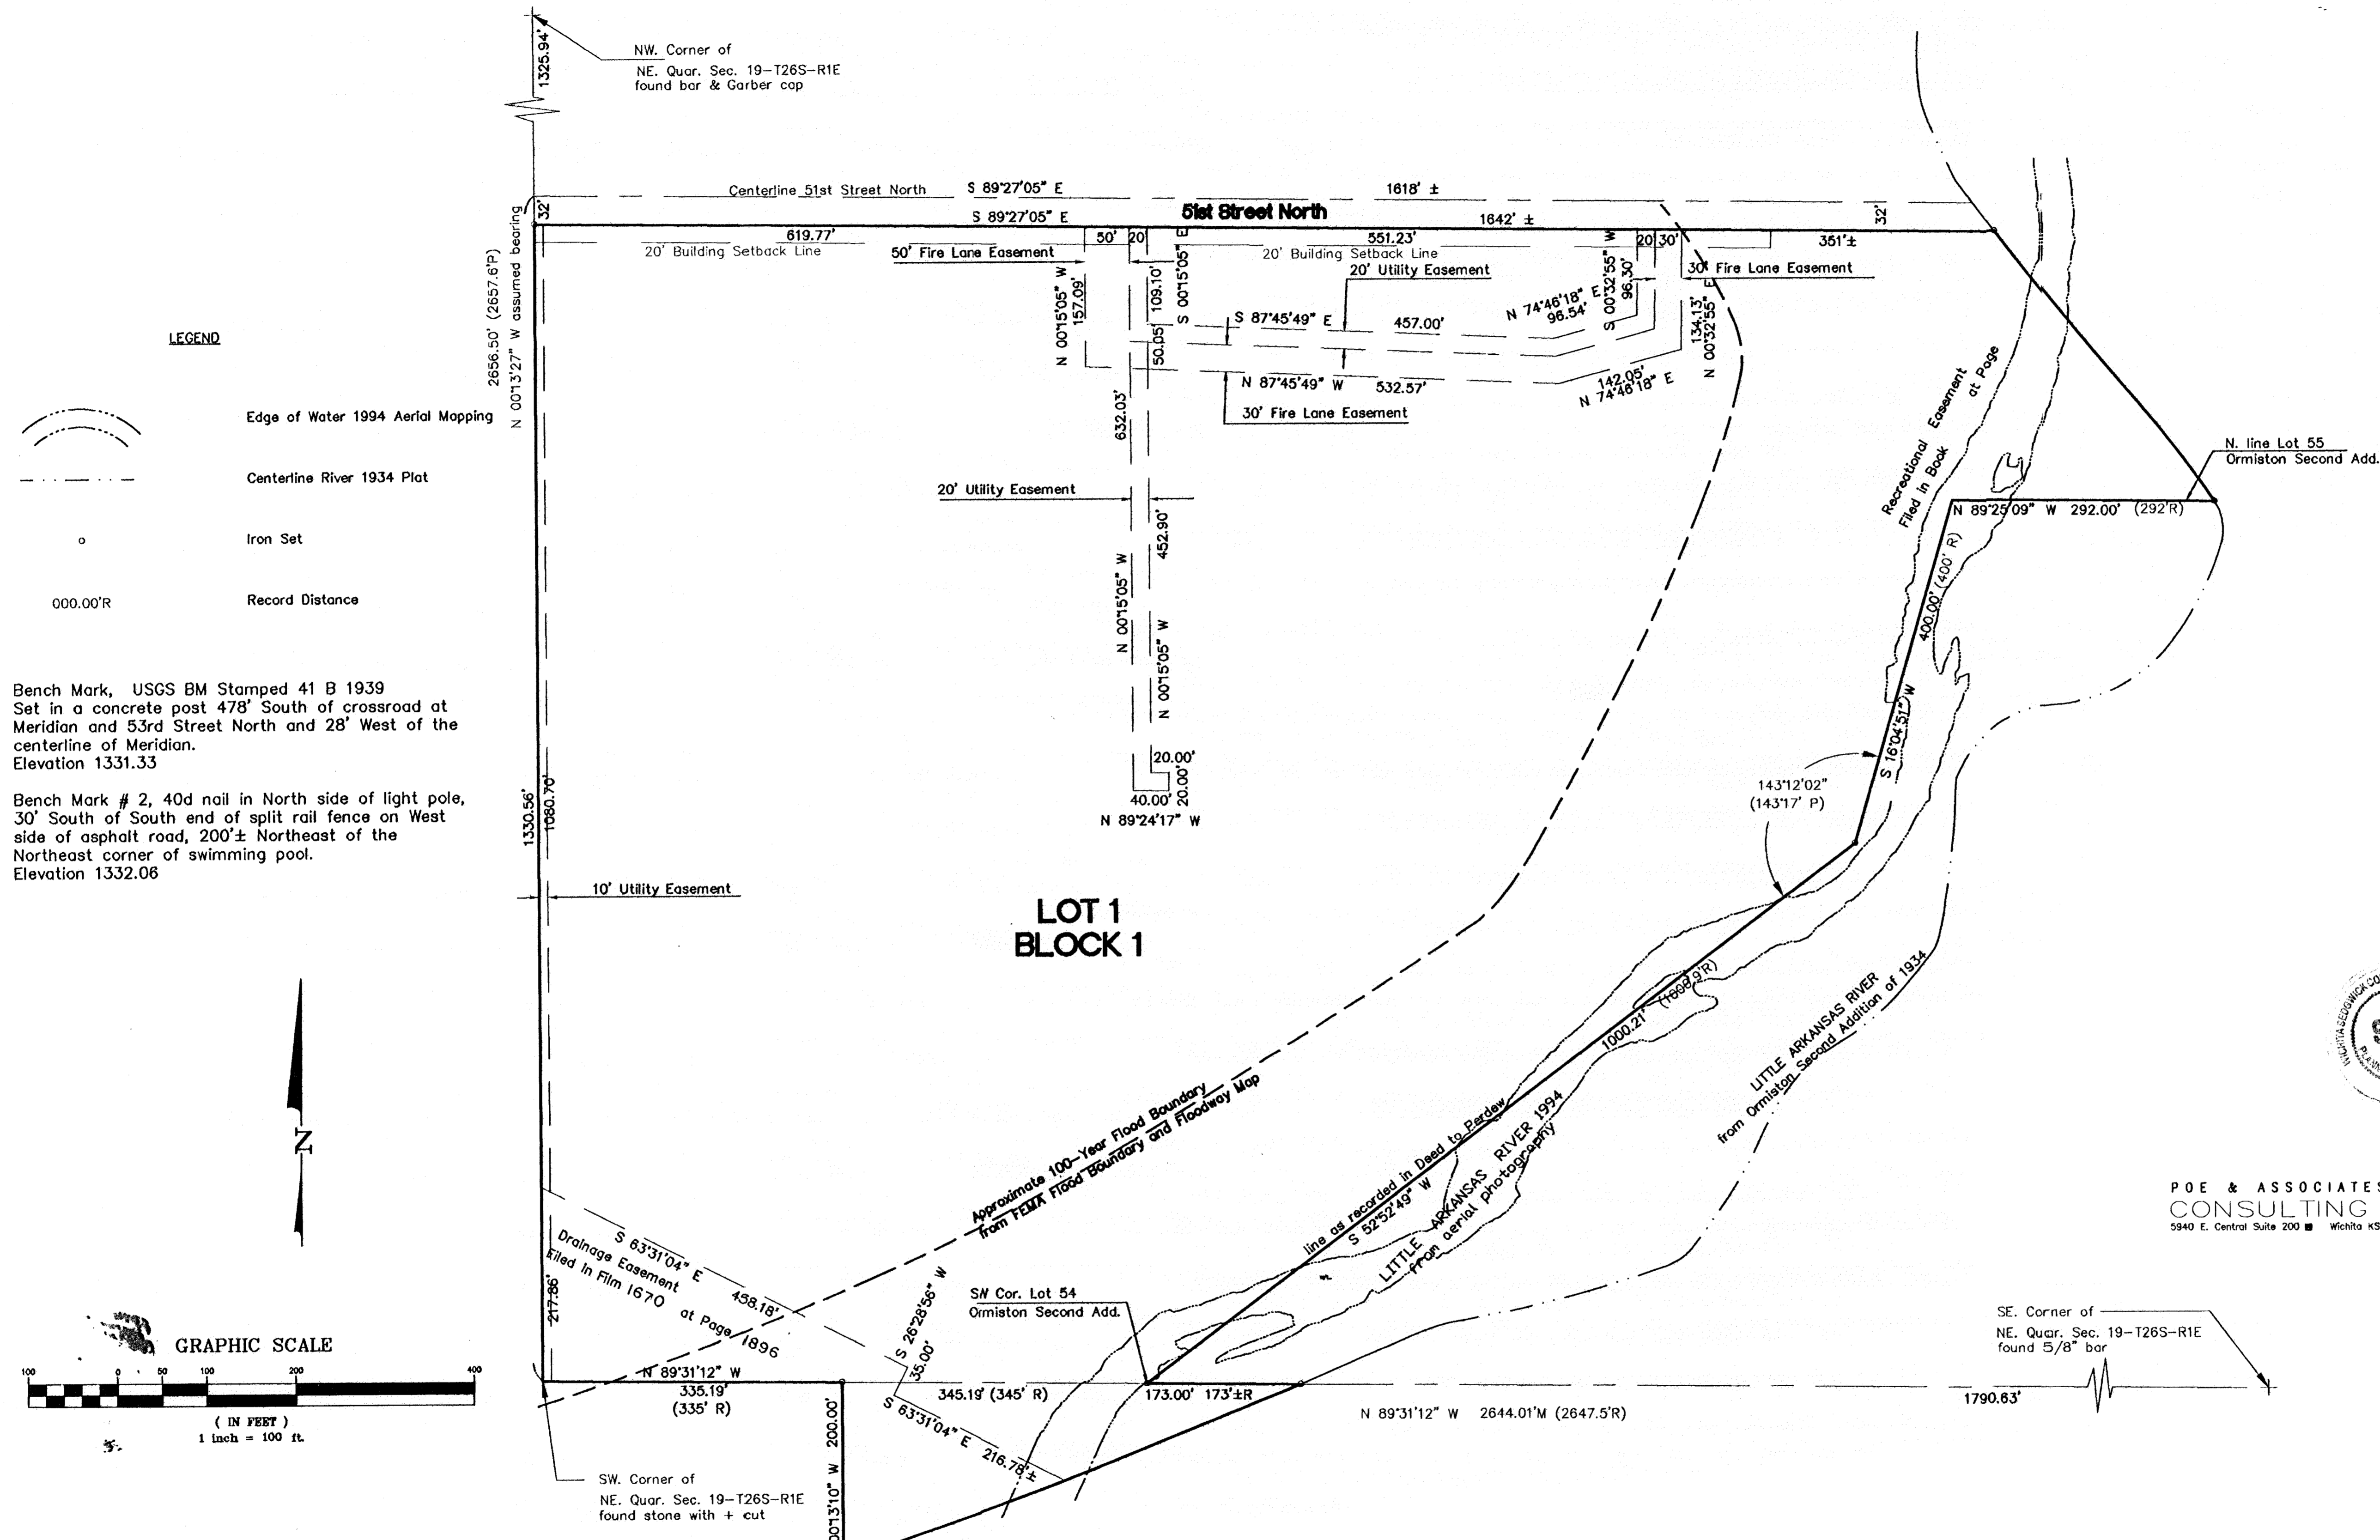 1325.94'
NW. Corner of
NE. Quar. Sec. 19-T26S-R1E
found bar & Garber cap
Centerline 51st Street North
S 89°27'05" E
1618' ±
32'
S 89°27'05" E
51st Street North
1642' ±
32'
619.77'
50'
20'
551.23'
20'
30'
351'±
20' Building Setback Line
50' Fire Lane Easement
20' Building Setback Line
20' Utility Easement
30' Fire Lane Easement
2656.50' (2657.6'P)
N 00°13'27" W assumed bearing
N 00°15'05" W
157.09'
109.10'
S 00°15'05" E
50.05'
S 87°45'49" E
457.00'
N 74°46'18" E
96.54'
S 00°32'55" W
96.30'
134.13'
N 00°32'55" E
N 87°45'49" W
532.57'
142.05'
N 74°46'18" E
30' Fire Lane Easement
632.03'
20' Utility Easement
452.90'
N 00°15'05" W
N 00°15'05" W
20.00'
20.00'
40.00'
N 89°24'17" W
LEGEND
Edge of Water 1994 Aerial Mapping
Centerline River 1934 Plat
Iron Set
000.00'R
Record Distance
Bench Mark, USGS BM Stamped 41 B 1939
Set in a concrete post 478' South of crossroad at
Meridian and 53rd Street North and 28' West of the
centerline of Meridian.
Elevation 1331.33
Bench Mark # 2, 40d nail in North side of light pole,
30' South of South end of split rail fence on West
side of asphalt road, 200'± Northeast of the
Northeast corner of swimming pool.
Elevation 1332.06
Recreational Easement
Filed in Book
at Page
N. line Lot 55
Ormiston Second Add.
N 89°25'09" W 292.00' (292'R)
400.00' (400' R)
S 16°04'51" W
143°12'02"
(143°17' P)
1330.56'
1080.70'
10' Utility Easement
LOT 1
BLOCK 1
1000.21'
LITTLE ARKANSAS RIVER
from Ormiston Second Addition of 1934
Approximate 100-Year Flood Boundary
from FEMA Flood Boundary and Floodway Map
line as recorded in Deed to Perdew
S 52°52'49" W
LITTLE ARKANSAS RIVER 1994
from aerial photography
N
WICHITA-SEDGWICK
POE & ASSOCIATES
CONSULTING
5940 E. Central Suite 200 Wichita KS
S 63°31'04" E
458.18'
Drainage Easement
Filed in Film 1670 at Page 1896
217.86'
S 26°28'56" W
35.00'
SW Cor. Lot 54
Ormiston Second Add.
SE. Corner of
NE. Quar. Sec. 19-T26S-R1E
found 5/8" bar
GRAPHIC SCALE
100 0 50 100 200 400
( IN FEET )
1 inch = 100 ft.
N 89°31'12" W
335.19'
(335' R)
345.19' (345' R)
173.00' 173'±R
1790.63'
N 89°31'12" W 2644.01'M (2647.5'R)
S 63°31'04" E 216.78'±
00°13'10" W 200.00'
SW. Corner of
NE. Quar. Sec. 19-T26S-R1E
found stone with + cut